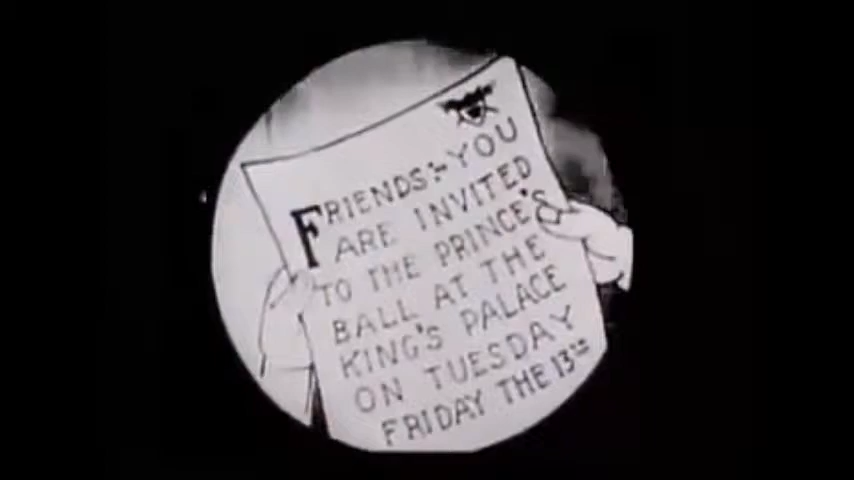 FRIENDS:- YOU
ARE INVITED
TO THE PRINCE'S
BALL AT THE
KING'S PALACE
ON TUESDAY
FRIDAY THE 13TH